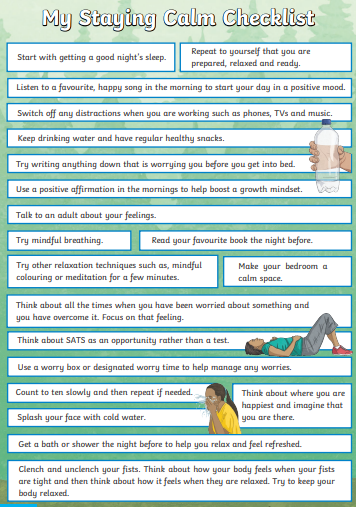 My Staying Calm Checklist
Start with getting a good night's sleep.
Repeat to yourself that you are
prepared, relaxed and ready.
Listen to a favourite, happy song in the morning to start your day in a positive mood.
Switch off any distractions when you are working such as phones, TVs and music.
Keep drinking water and have regular healthy snacks.
Try writing anything down that is worrying you before you get into bed.
Use a positive affirmation in the mornings to help boost a growth mindset.
Talk to an adult about your feelings.
Try mindful breathing.
Read your favourite book the night before.
Try other relaxation techniques such as, mindful
colouring or meditation for a few minutes.
Make your bedroom a
calm space.
Think about all the times when you have been worried about something and
you have overcome it. Focus on that feeling.
Think about SATS as an opportunity rather than a test.
Use a worry box or designated worry time to help manage any worries.
Count to ten slowly and then repeat if needed.
Think about where you are
happiest and imagine that
you are there.
Splash your face with cold water.
Get a bath or shower the night before to help you relax and feel refreshed.
Clench and unclench your fists. Think about how your body feels when your fists
are tight and then think about how it feels when they are relaxed. Try to keep your
body relaxed.